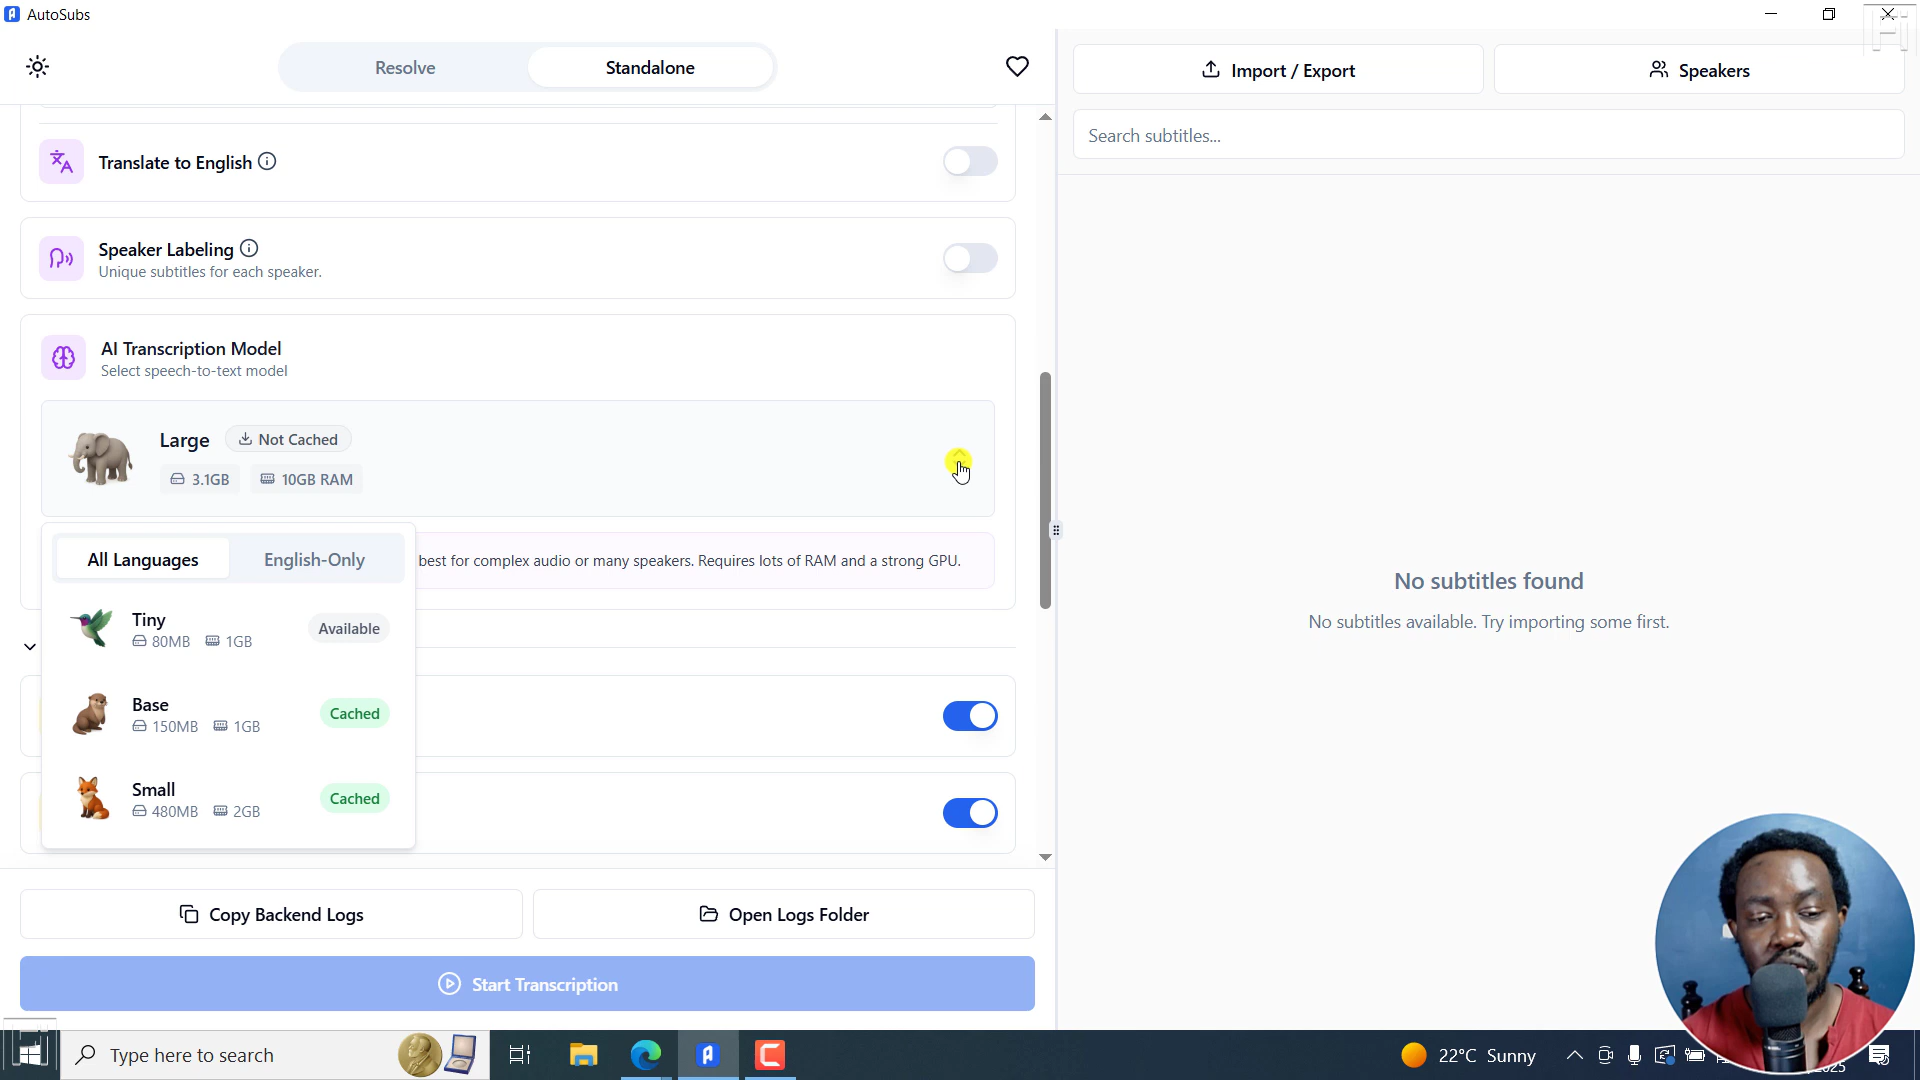 AutoSubs
Resolve
Standalone
Import / Export
Speakers
Search subtitles...
Translate to English
Speaker Labeling
Unique subtitles for each speaker.
AI Transcription Model
Select speech-to-text model
Large
Not Cached
3.1GB
10GB RAM
best for complex audio or many speakers. Requires lots of RAM and a strong GPU.
All Languages
English-Only
Tiny
Available
80MB
1GB
Base
Cached
150MB
1GB
Small
Cached
480MB
2GB
No subtitles found
No subtitles available. Try importing some first.
Copy Backend Logs
Open Logs Folder
Start Transcription
Type here to search
22°C Sunny